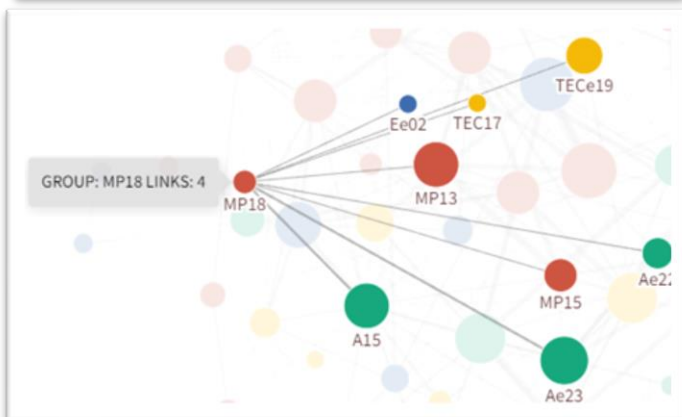 TECe19
Ee02
TEC17
GROUP: MP18 LINKS: 4
MP18
MP13
Ae22
MP15
A15
Ae23